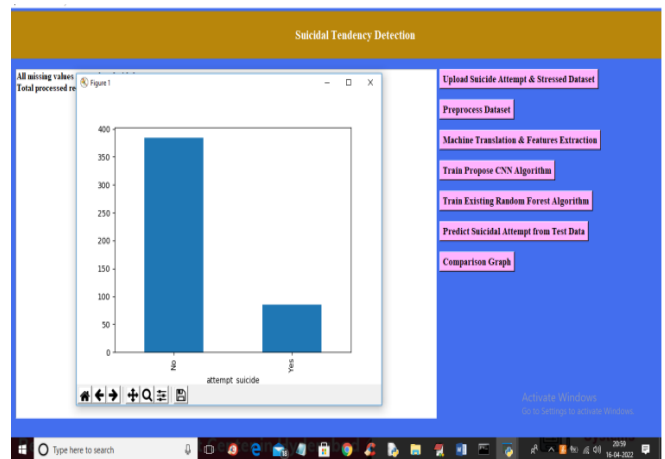 Suicidal Tendency Detection
All missing values
Total processed re
Figure 1
Upload Suicide Attempt & Stressed Dataset
Preprocess Dataset
Machine Translation & Features Extraction
Train Propose CNN Algorithm
Train Existing Random Forest Algorithm
Predict Suicidal Attempt from Test Data
Comparison Graph
400
350
300
250
200
150
100
50
0
No
Yes
attempt suicide
Activate Windows
Go to Settings to activate Windows.
Type here to search
20:59
16-04-2022